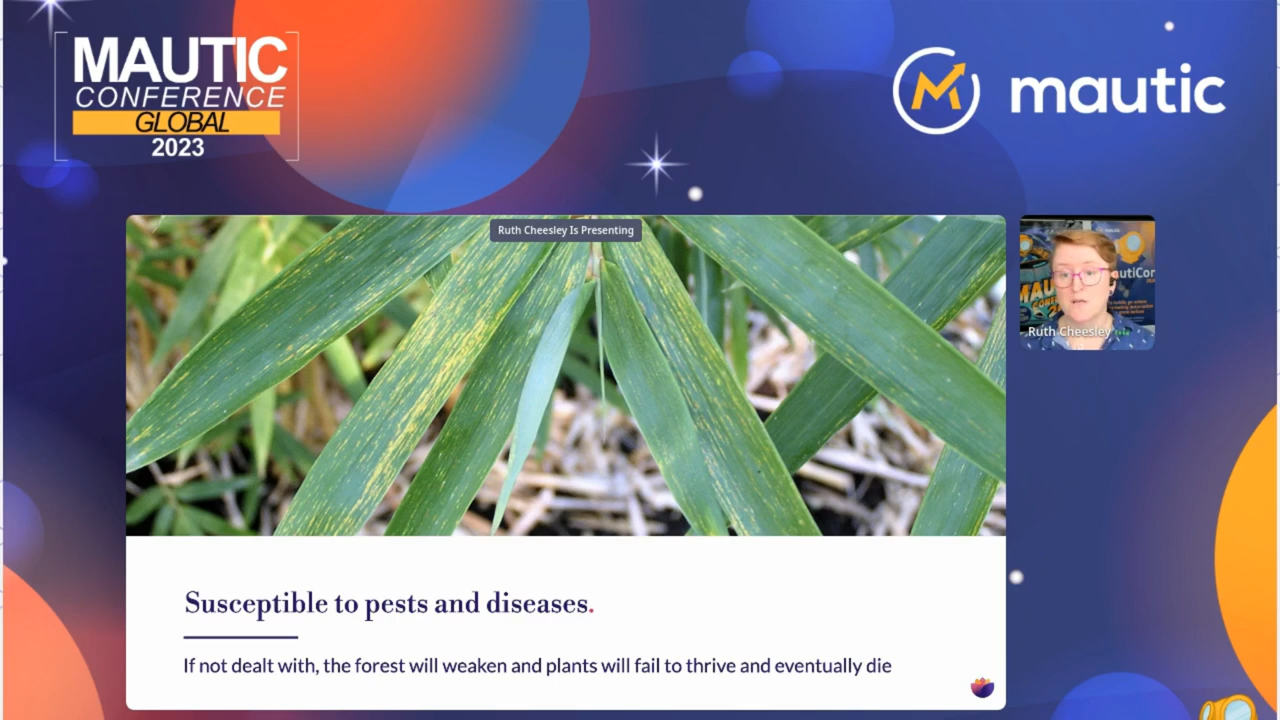 MAUTIC
CONFERENCE
GLOBAL
2023
mautic
Ruth Cheesley Is Presenting
Ruth Cheesley
Susceptible to pests and diseases.
If not dealt with, the forest will weaken and plants will fail to thrive and eventually die